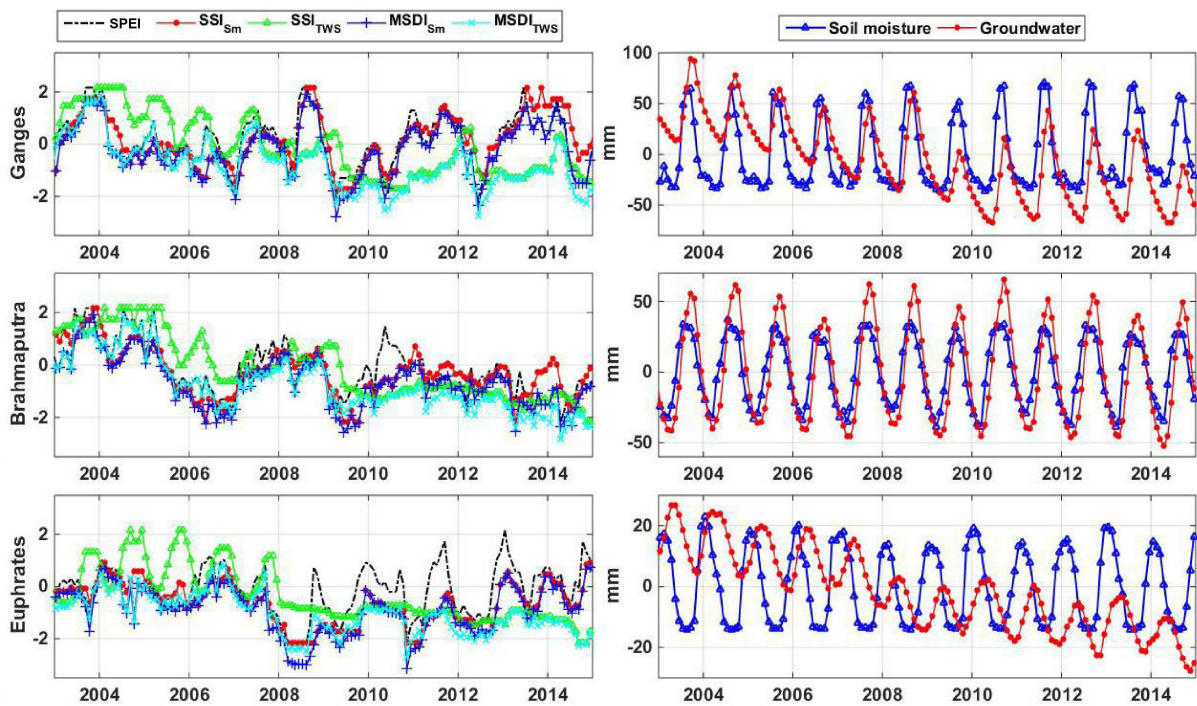 SPEI SSI_Sm SSI_TWS MSDI_Sm MSDI_TWS
Soil moisture Groundwater
Ganges
2
0
-2
2004 2006 2008 2010 2012 2014
mm
100
50
0
-50
2004 2006 2008 2010 2012 2014
Brahmaputra
2
0
-2
2004 2006 2008 2010 2012 2014
mm
50
0
-50
2004 2006 2008 2010 2012 2014
Euphrates
2
0
-2
2004 2006 2008 2010 2012 2014
mm
20
0
-20
2004 2006 2008 2010 2012 2014